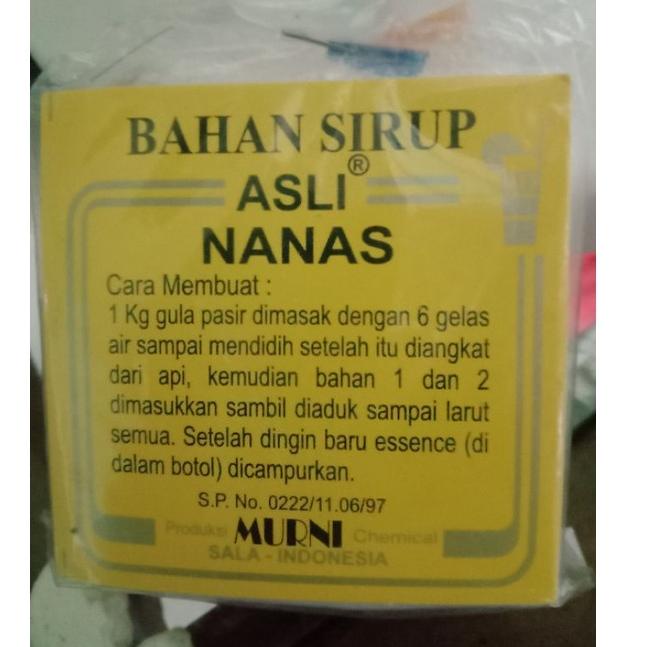 BAHAN SIRUP
ASLI®
NANAS
Cara Membuat :
1 Kg gula pasir dimasak dengan 6 gelas
air sampai mendidih setelah itu diangkat
dari api, kemudian bahan 1 dan 2
dimasukkan sambil diaduk sampai larut
semua. Setelah dingin baru essence (di
dalam botol) dicampurkan.
S.P. No. 0222/11.06/97
Produksi MURNI Chemical
SALA - INDONESIA